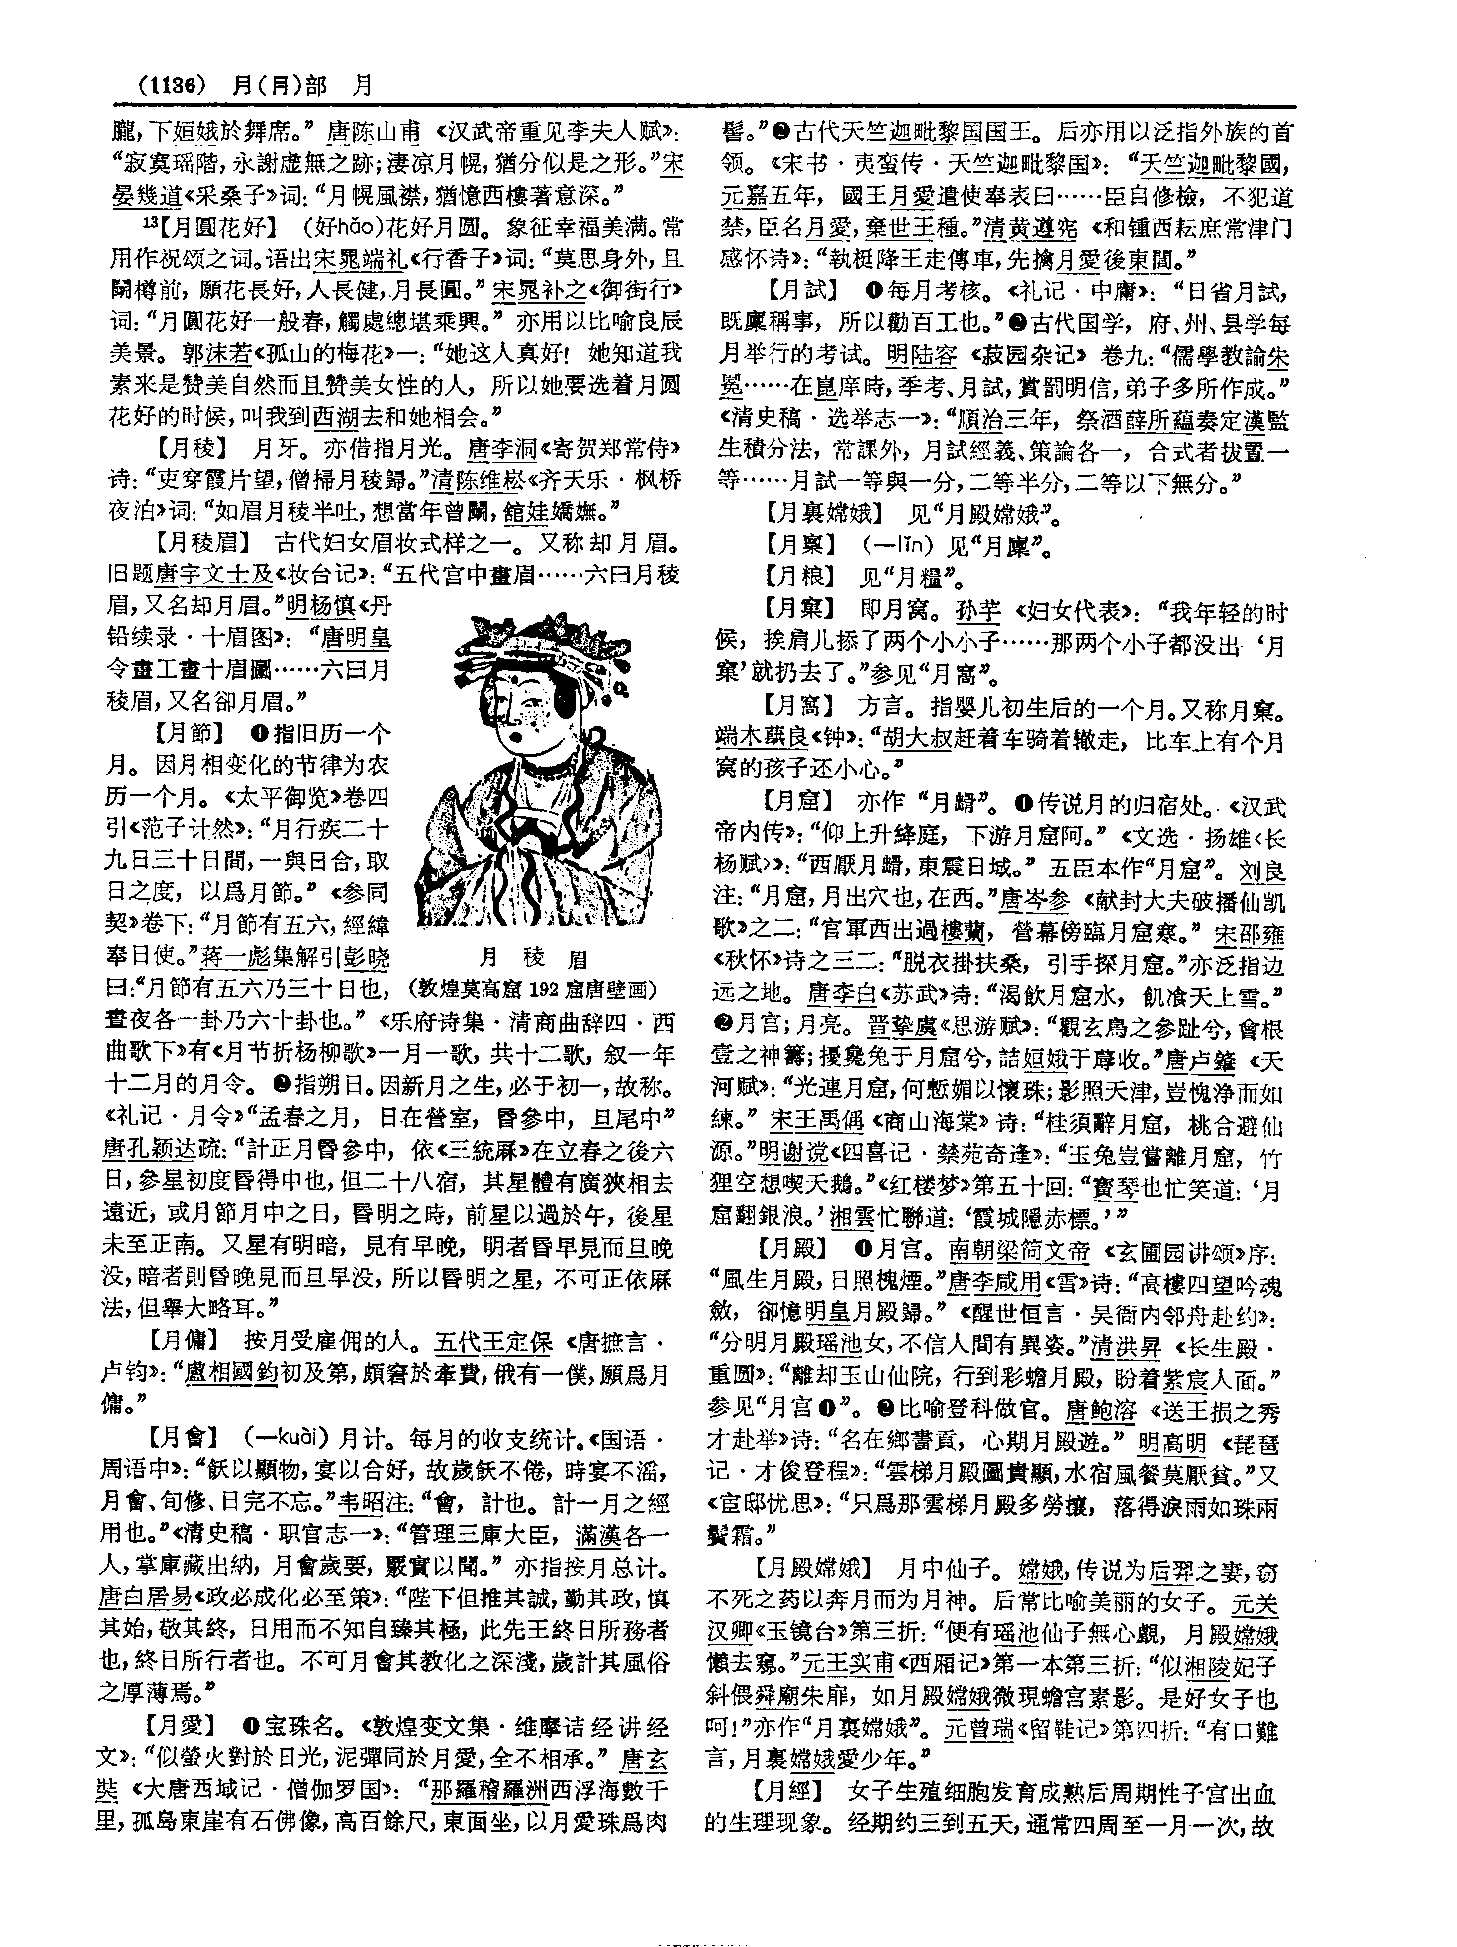 (1136) 月(⺼)部 月
朧,下姮娥於舞席。”唐陈山甫《汉武帝重见李夫人赋》:
“寂寞瑶階,永謝虚無之跡;淒凉月幌,猶分似是之形。”宋
晏幾道《采桑子》词:“月幌風襟,猶憶西樓著意深。”
13【月圓花好】 (好hǎo)花好月圆。象征幸福美满。常
用作祝颂之词。语出宋晁端礼《行香子》词:“莫思身外,且
鬭樽前,願花長好,人長健,月長圓。”宋晁补之《御街行》
词:“月圓花好一般春,觸處總堪乘興。”亦用以比喻良辰
美景。郭沫若《孤山的梅花》一:“她这人真好!她知道我
素来是赞美自然而且赞美女性的人,所以她要选着月圆
花好的时候,叫我到西湖去和她相会。”
【月稜】 月牙。亦借指月光。唐李洞《寄贺郑常侍》
诗:“吏穿霞片望,僧掃月稜歸。”清陈维崧《齐天乐·枫桥
夜泊》词:“如眉月稜半吐,想當年曾鬭,舘娃嬌嫵。”
【月稜眉】 古代妇女眉妆式样之一。又称却月眉。
旧题唐宇文士及《妆台记》:“五代宫中畫眉……六曰月稜
眉,又名却月眉。”明杨慎《丹
铅续录·十眉图》:“唐明皇
令畫工畫十眉圖……六曰月
稜眉,又名卻月眉。”
【月節】 ❶指旧历一个
月。因月相变化的节律为农
历一个月。《太平御览》卷四
引《范子计然》:“月行疾二十
九日三十日間,一與日合,取
日之度,以爲月節。”《参同
契》卷下:“月節有五六,經緯
奉日使。”蒋一彪集解引彭晓
曰:“月節有五六乃三十日也,
月稜眉
(敦煌莫高窟192窟唐壁画)
晝夜各一卦乃六十卦也。”《乐府诗集·清商曲辞四·西
曲歌下》有《月节折杨柳歌》一月一歌,共十二歌,叙一年
十二月的月令。❷指朔日。因新月之生,必于初一,故称。
《礼记·月令》“孟春之月,日在營室,昏參中,旦尾中”
唐孔颖达疏:“計正月昏參中,依《三統厤》在立春之後六
日,參星初度昏得中也,但二十八宿,其星體有廣狹相去
遠近,或月節月中之日,昏明之時,前星以過於午,後星
未至正南。又星有明暗,見有早晚,明者昏早見而旦晚
没,暗者則昏晚見而旦早没,所以昏明之星,不可正依厤
法,但舉大略耳。”
【月傭】 按月受雇佣的人。五代王定保《唐摭言·
卢钧》:“盧相國鈞初及第,頗窘於牽費,俄有一僕,願爲月
傭。”
【月會】 (—kuài)月计。每月的收支统计。《国语·
周语中》:“飫以顯物,宴以合好,故歲飫不倦,時宴不淫,
月會、旬修、日完不忘。”韦昭注:“會,計也。計一月之經
用也。”《清史稿·职官志一》:“管理三庫大臣,滿漢各一
人,掌庫藏出納,月會歲要,覈實以聞。”亦指按月总计。
唐白居易《政必成化必至策》:“陛下但推其誠,勤其政,慎
其始,敬其終,日用而不知自臻其極,此先王終日所務者
也,終日所行者也。不可月會其教化之深淺,歲計其風俗
之厚薄焉。”
【月愛】 ❶宝珠名。《敦煌变文集·维摩诘经讲经
文》:“似螢火對於日光,泥彈同於月愛,全不相承。”唐玄
奘《大唐西域记·僧伽罗国》:“那羅稽羅洲西浮海數千
里,孤島東崖有石佛像,高百餘尺,東面坐,以月愛珠爲肉
髻。”❷古代天竺迦毗黎国国王。后亦用以泛指外族的首
领。《宋书·夷蛮传·天竺迦毗黎国》:“天竺迦毗黎國,
元嘉五年,國王月愛遣使奉表曰……臣自修檢,不犯道
禁,臣名月愛,棄世王種。”清黄遵宪《和锺西耘庶常津门
感怀诗》:“執梃降王走傳車,先擒月愛後東閭。”
【月試】 ❶每月考核。《礼记·中庸》:“日省月試,
既稟稱事,所以勸百工也。”❷古代国学,府、州、县学每
月举行的考试。明陆容《菽园杂记》卷九:“儒學教諭朱
冕……在崑庠時,季考、月試,賞罰明信,弟子多所作成。”
《清史稿·选举志一》:“順治三年,祭酒薛所蕴奏定漢監
生積分法,常課外,月試經義、策論各一,合式者拔置一
等……月試一等與一分,二等半分,二等以下無分。”
【月裏嫦娥】 见“月殿嫦娥”。
【月稟】 (—lǐn) 见“月廩”。
【月粮】 见“月糧”。
【月窠】 即月窝。孙芋《妇女代表》:“我年轻的时
候,挨肩儿添了两个小小子……那两个小子都没出‘月
窠’就扔去了。”参见“月窩”。
【月窩】 方言。指婴儿初生后的一个月。又称月窠。
端木蕻良《钟》:“胡大叔赶着车骑着辙走,比车上有个月
窝的孩子还小心。”
【月窟】 亦作“月䠇”。❶传说月的归宿处。《汉武
帝内传》:“仰上升绛庭,下游月窟阿。”《文选·扬雄〈长
杨赋〉》:“西厭月䠇,東震日域。”五臣本作“月窟”。刘良
注:“月窟,月出穴也,在西。”唐岑参《献封大夫破播仙凯
歌》之二:“官軍西出過樓蘭,營幕傍臨月窟寒。”宋邵雍
《秋怀》诗之三二:“脱衣掛扶桑,引手探月窟。”亦泛指边
远之地。唐李白《苏武》诗:“渴飲月窟水,飢飡天上雪。”
❷月宫;月亮。晋挚虞《思游赋》:“觀玄鳥之參趾兮,會根
壹之神籌;擾毚兔于月窟兮,詰姮娥于蓐收。”唐卢肇《天
河赋》:“光連月窟,何慙媚以懷珠;影照天津,豈愧浄而如
練。”宋王禹偁《商山海棠》诗:“桂須辭月窟,桃合避仙
源。”明谢谠《四喜记·禁苑奇逢》:“玉兔豈嘗離月窟,竹
狸空想喫天鵝。”《红楼梦》第五十回:“寶琴也忙笑道:‘月
窟翻銀浪。’湘雲忙聯道:‘霞城隱赤標。’”
【月殿】 ❶月宫。南朝梁简文帝《玄圃园讲颂》序:
“風生月殿,日照槐煙。”唐李咸用《雪》诗:“高樓四望吟魂
斂,卻憶明皇月殿歸。”《醒世恒言·吴衙内邻舟赴约》:
“分明月殿瑶池女,不信人間有異姿。”清洪昇《长生殿·
重圆》:“離却玉山仙院,行到彩蟾月殿,盼着紫宸人面。”
参见“月宫❶”。❷比喻登科做官。唐鲍溶《送王损之秀
才赴举》诗:“名在鄉書貢,心期月殿遊。”明高明《琵琶
记·才俊登程》:“雲梯月殿圖貴顯,水宿風餐莫厭貧。”又
《宦邸忧思》:“只爲那雲梯月殿多勞攘,落得淚雨如珠兩
鬢霜。”
【月殿嫦娥】 月中仙子。嫦娥,传说为后羿之妻,窃
不死之药以奔月而为月神。后常比喻美丽的女子。元关
汉卿《玉镜台》第三折:“便有瑶池仙子無心覷,月殿嫦娥
懶去窺。”元王实甫《西厢记》第一本第三折:“似湘陵妃子
斜偎舜廟朱扉,如月殿嫦娥微現蟾宫素影。是好女子也
呵!”亦作“月裏嫦娥”。元曾瑞《留鞋记》第四折:“有口難
言,月裏嫦娥愛少年。”
【月經】 女子生殖细胞发育成熟后周期性子宫出血
的生理现象。经期约三到五天,通常四周至一月一次,故